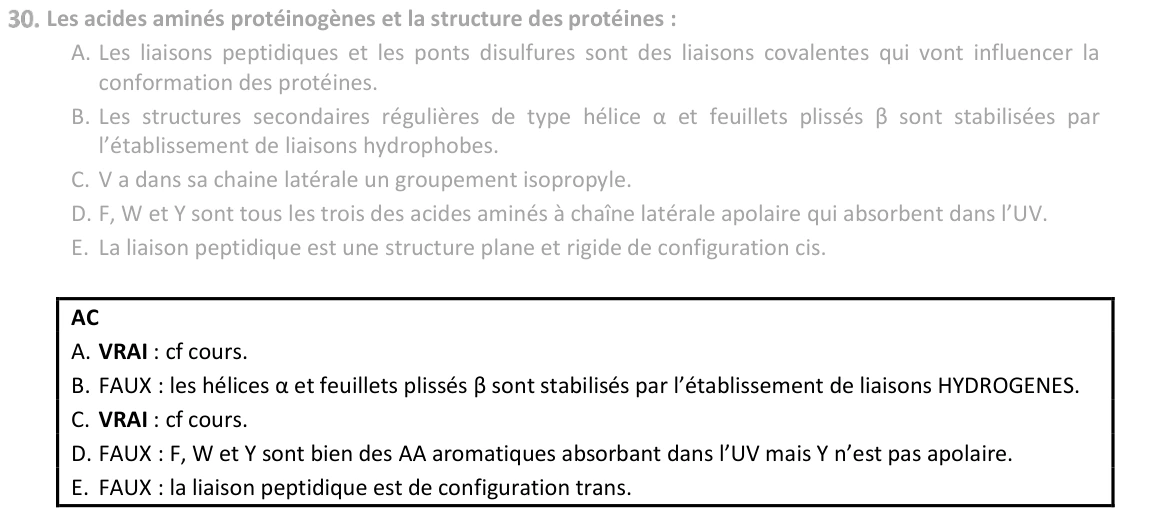 30. Les acides aminés protéinogènes et la structure des protéines :
A. Les liaisons peptidiques et les ponts disulfures sont des liaisons covalentes qui vont influencer la
conformation des protéines.
B. Les structures secondaires régulières de type hélice α et feuillets plissés β sont stabilisées par
l’établissement de liaisons hydrophobes.
C. V a dans sa chaine latérale un groupement isopropyle.
D. F, W et Y sont tous les trois des acides aminés à chaîne latérale apolaire qui absorbent dans l’UV.
E. La liaison peptidique est une structure plane et rigide de configuration cis.
AC
A. VRAI : cf cours.
B. FAUX : les hélices α et feuillets plissés β sont stabilisés par l’établissement de liaisons HYDROGENES.
C. VRAI : cf cours.
D. FAUX : F, W et Y sont bien des AA aromatiques absorbant dans l’UV mais Y n’est pas apolaire.
E. FAUX : la liaison peptidique est de configuration trans.